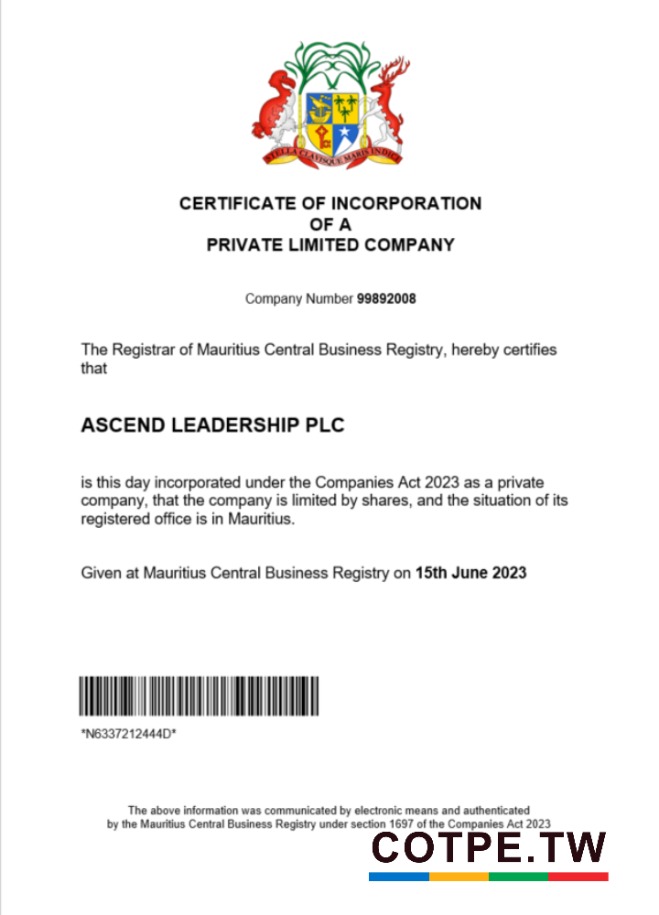 STELLA CLAVISQUE MARIS INDICI
CERTIFICATE OF INCORPORATION
OF A
PRIVATE LIMITED COMPANY
Company Number 99892008
The Registrar of Mauritius Central Business Registry, hereby certifies
that
ASCEND LEADERSHIP PLC
is this day incorporated under the Companies Act 2023 as a private
company, that the company is limited by shares, and the situation of its
registered office is in Mauritius.
Given at Mauritius Central Business Registry on 15th June 2023
*N6337212444D*
The above information was communicated by electronic means and authenticated
by the Mauritius Central Business Registry under section 1697 of the Companies Act 2023
COTPE.TW